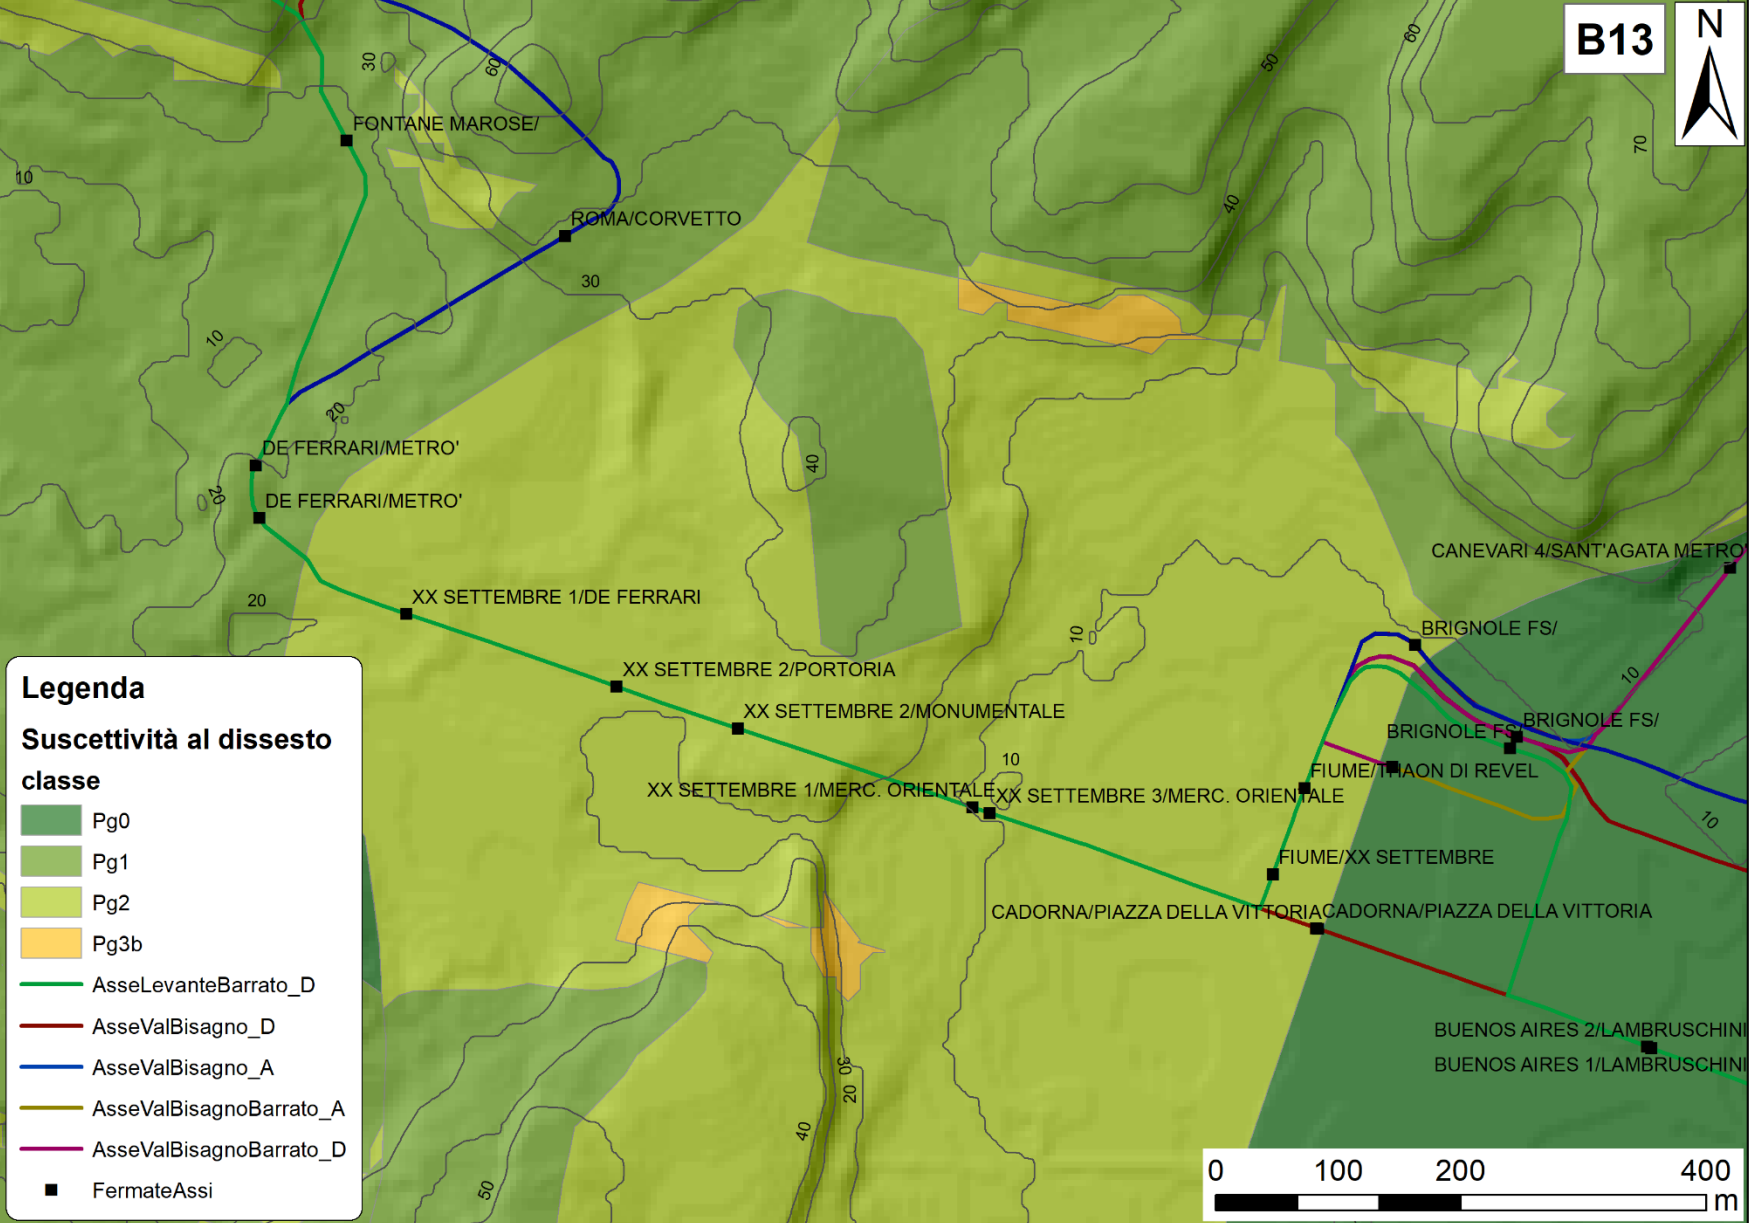 B13
N
60
50
60
30
70
FONTANE MAROSE/
10
40
ROMA/CORVETTO
30
10
20
DE FERRARI/METRO'
40
20
DE FERRARI/METRO'
CANEVARI 4/SANT'AGATA METRO'
20
XX SETTEMBRE 1/DE FERRARI
10
BRIGNOLE FS/
XX SETTEMBRE 2/PORTORIA
10
XX SETTEMBRE 2/MONUMENTALE
BRIGNOLE FS/
BRIGNOLE FS/
10
FIUME/THAON DI REVEL
XX SETTEMBRE 1/MERC. ORIENTALE
XX SETTEMBRE 3/MERC. ORIENTALE
10
FIUME/XX SETTEMBRE
CADORNA/PIAZZA DELLA VITTORIA
CADORNA/PIAZZA DELLA VITTORIA
BUENOS AIRES 2/LAMBRUSCHINI
BUENOS AIRES 1/LAMBRUSCHINI
30
20
40
50
Legenda
Suscettività al dissesto
classe
Pg0
Pg1
Pg2
Pg3b
AsseLevanteBarrato_D
AsseValBisagno_D
AsseValBisagno_A
AsseValBisagnoBarrato_A
AsseValBisagnoBarrato_D
FermateAssi
0 100 200 400
m